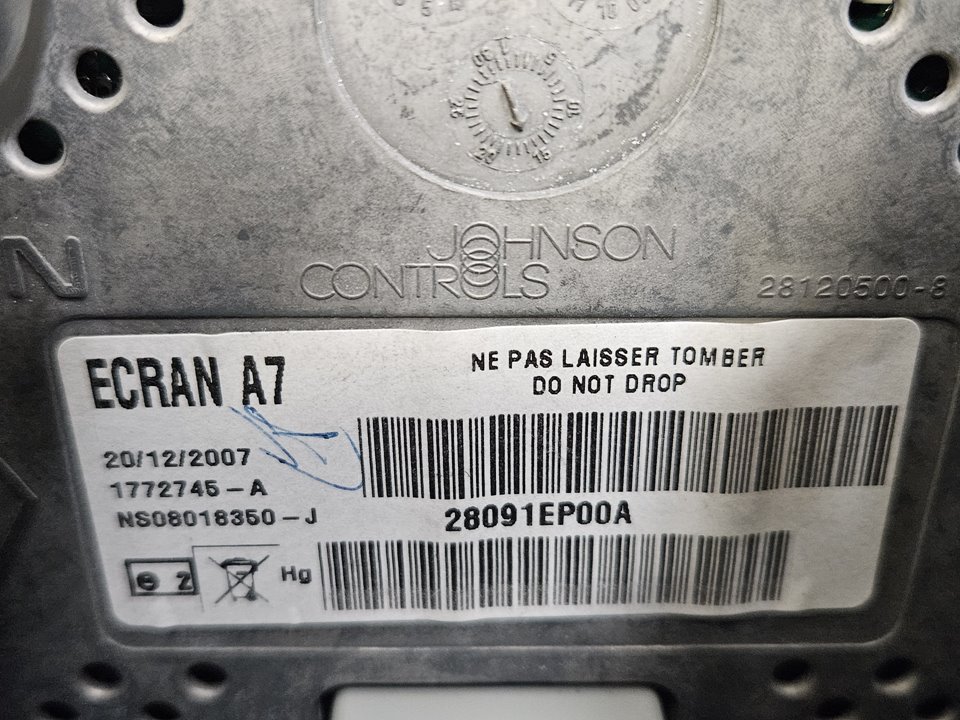 JOHNSON
CONTROLS
28120500-8
N
ECRAN A7
NE PAS LAISSER TOMBER
DO NOT DROP
20/12/2007
1772745-A
NS08018350-J
28091EP00A
Hg